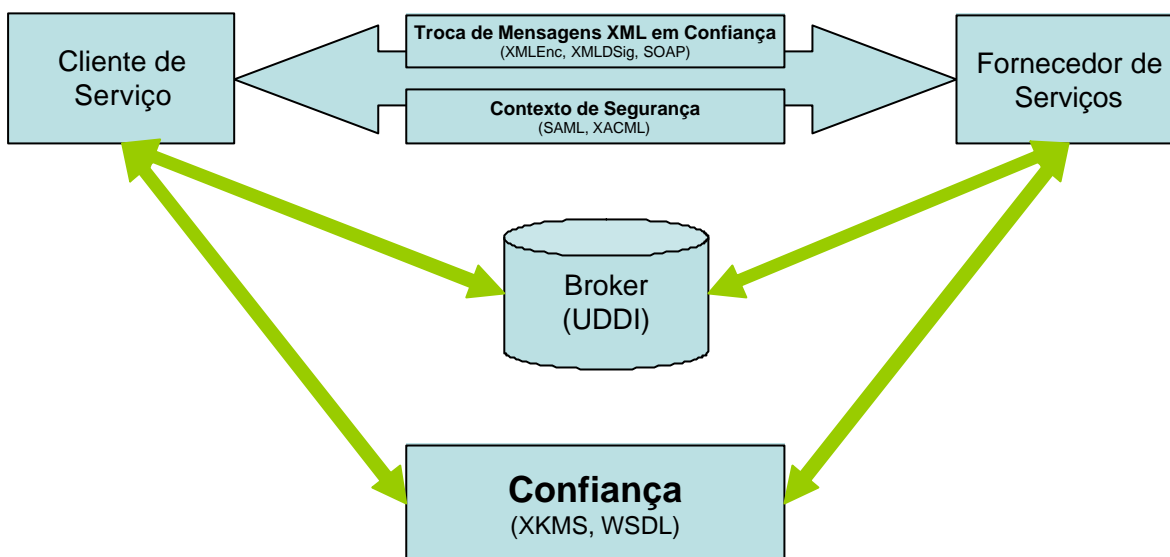 Troca de Mensagens XML em Confiança
(XMLEnc, XMLDSig, SOAP)
Cliente de
Serviço
Fornecedor de
Serviços
Contexto de Segurança
(SAML, XACML)
Broker
(UDDI)
Confiança
(XKMS, WSDL)